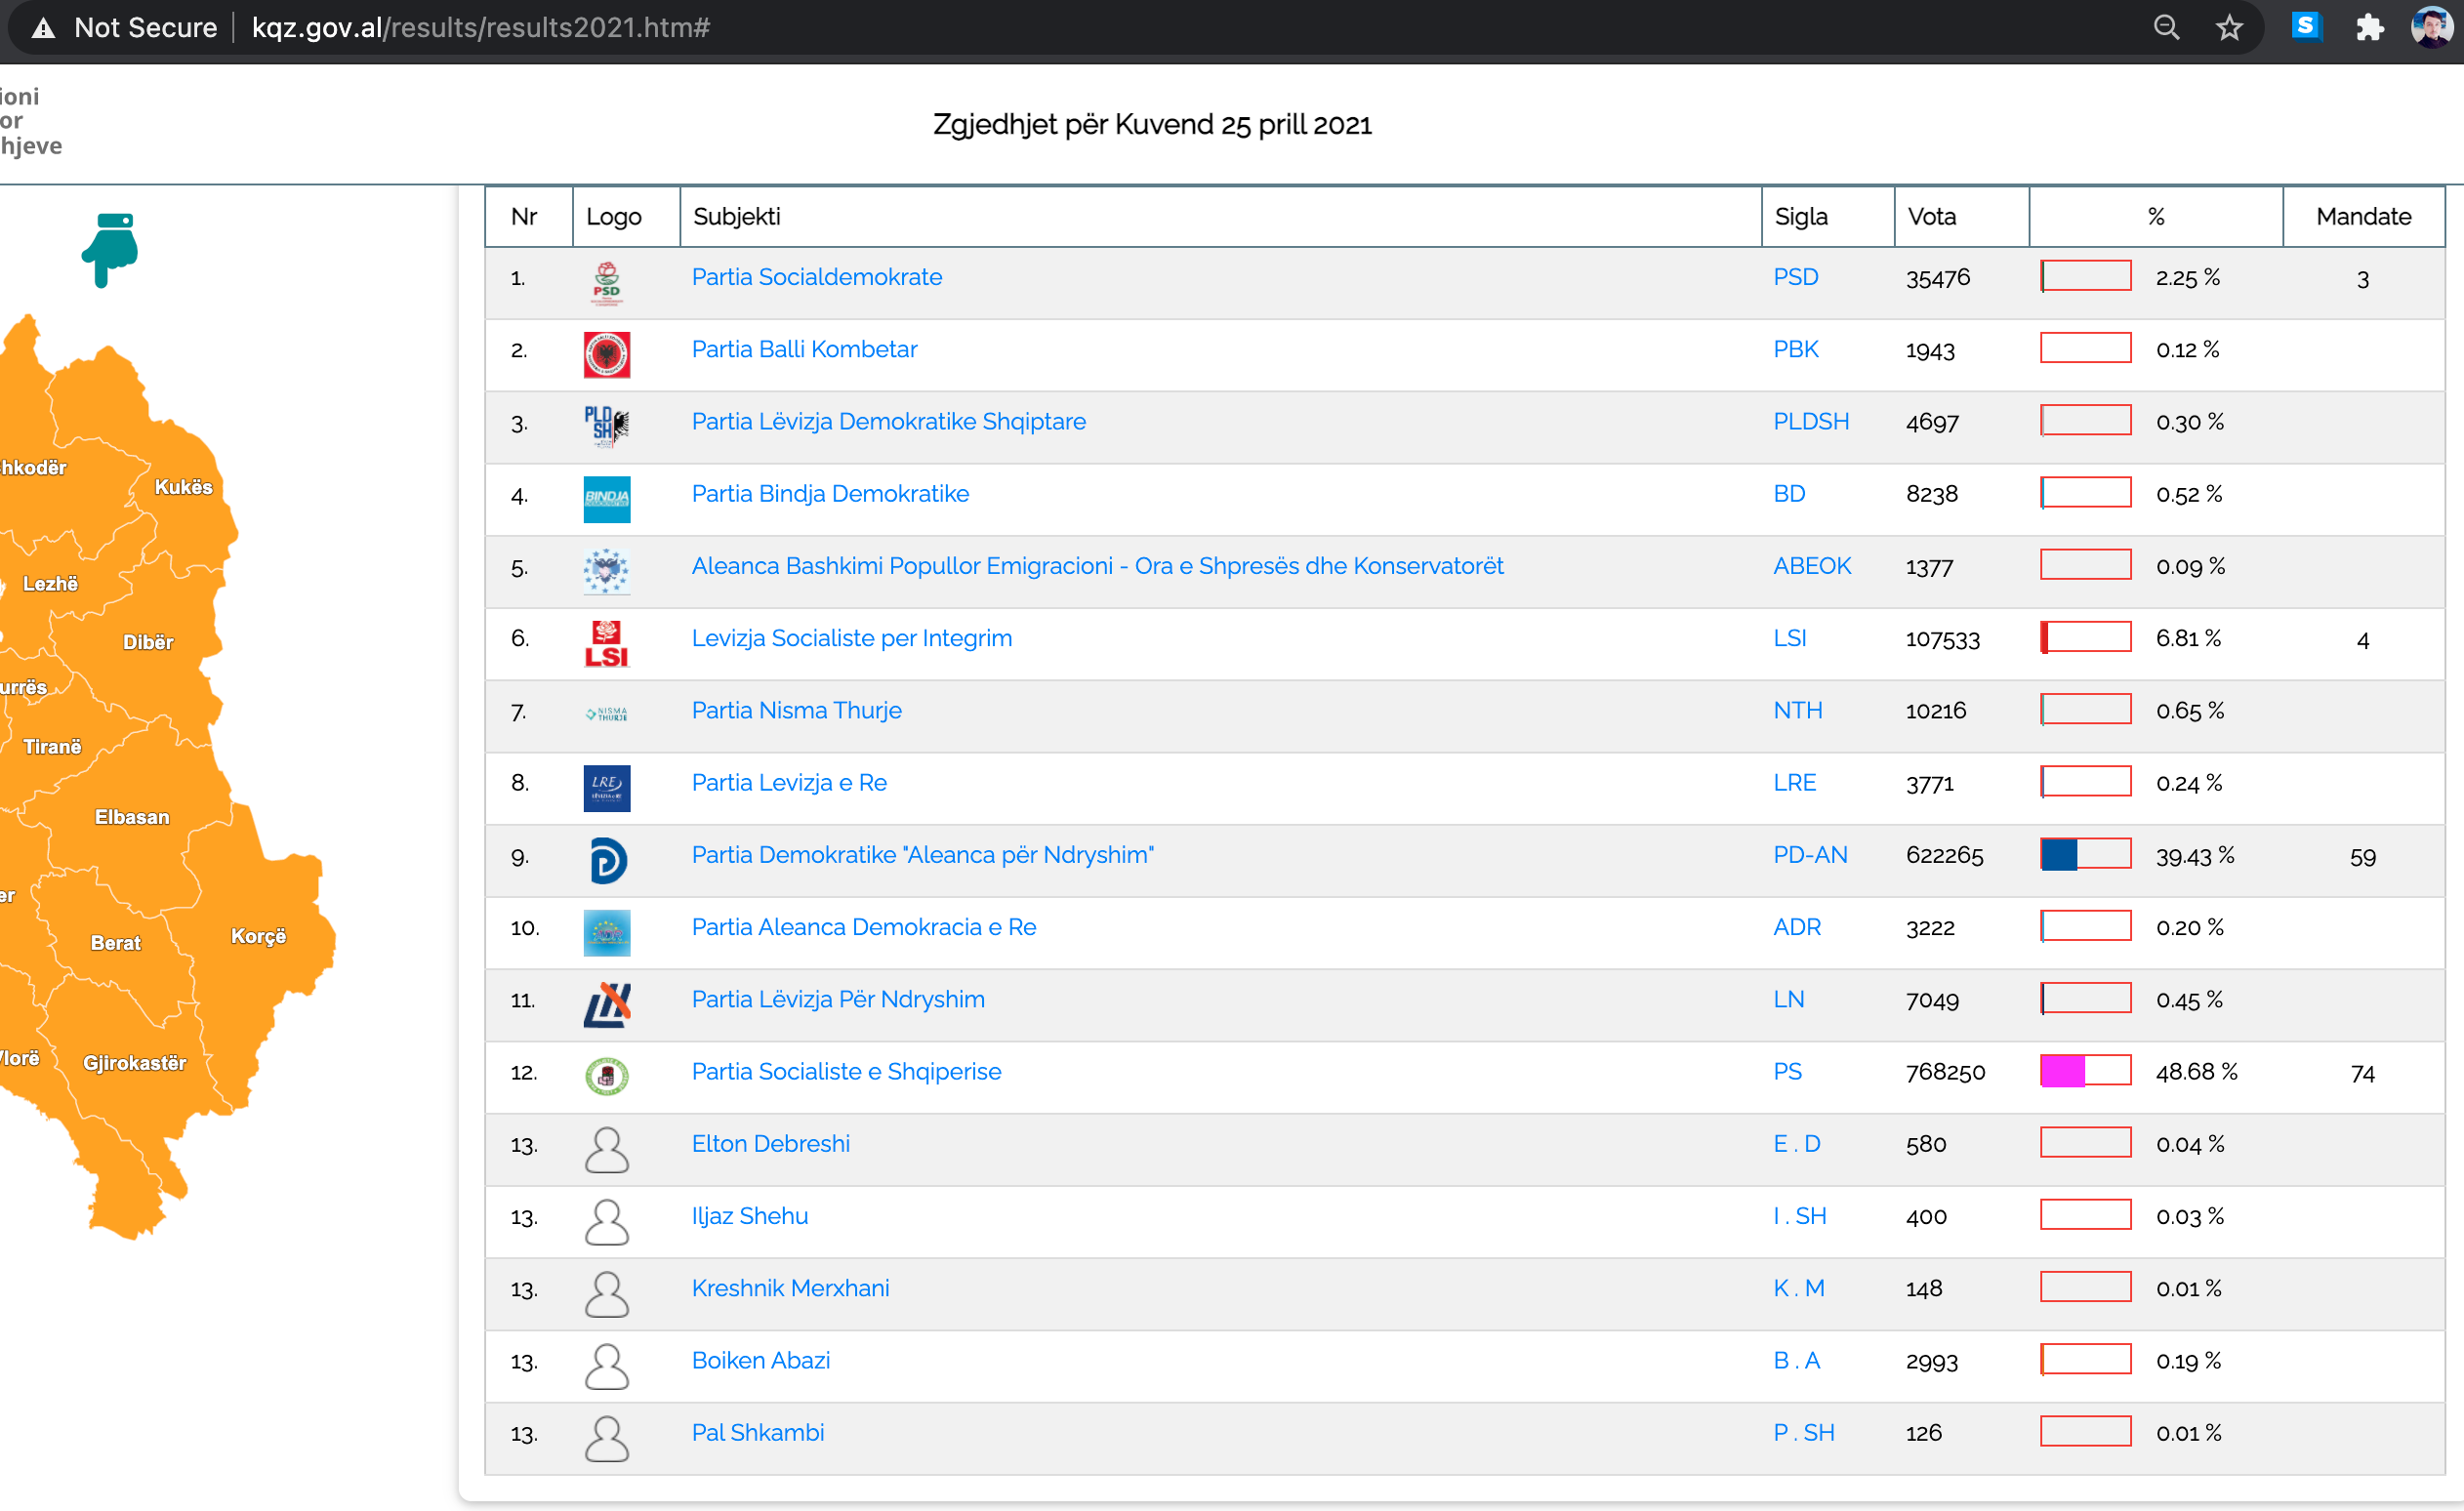 Not Secure kqz.gov.al/results/results2021.htm#
ioni
or
hjeve
Zgjedhjet për Kuvend 25 prill 2021
Nr Logo Subjekti Sigla Vota % Mandate
1. PSD Partia Socialdemokrate PSD 35476 2.25 % 3
2. Partia Balli Kombetar PBK 1943 0.12 %
3. PLD SH Partia Lëvizja Demokratike Shqiptare PLDSH 4697 0.30 %
4. BINDJA Partia Bindja Demokratike BD 8238 0.52 %
5. Aleanca Bashkimi Popullor Emigracioni - Ora e Shpresës dhe Konservatorët ABEOK 1377 0.09 %
6. LSI Levizja Socialiste per Integrim LSI 107533 6.81 % 4
7. NISMA THURJE Partia Nisma Thurje NTH 10216 0.65 %
8. LRE Partia Levizja e Re LRE 3771 0.24 %
9. Partia Demokratike "Aleanca për Ndryshim" PD-AN 622265 39.43 % 59
10. Partia Aleanca Demokracia e Re ADR 3222 0.20 %
11. Partia Lëvizja Për Ndryshim LN 7049 0.45 %
12. Partia Socialiste e Shqiperise PS 768250 48.68 % 74
13. Elton Debreshi E . D 580 0.04 %
13. Iljaz Shehu I . SH 400 0.03 %
13. Kreshnik Merxhani K . M 148 0.01 %
13. Boiken Abazi B . A 2993 0.19 %
13. Pal Shkambi P . SH 126 0.01 %
hkodër
Kukës
Lezhë
Dibër
urrës
Tiranë
Elbasan
er
Berat
Korçë
Vlorë
Gjirokastër